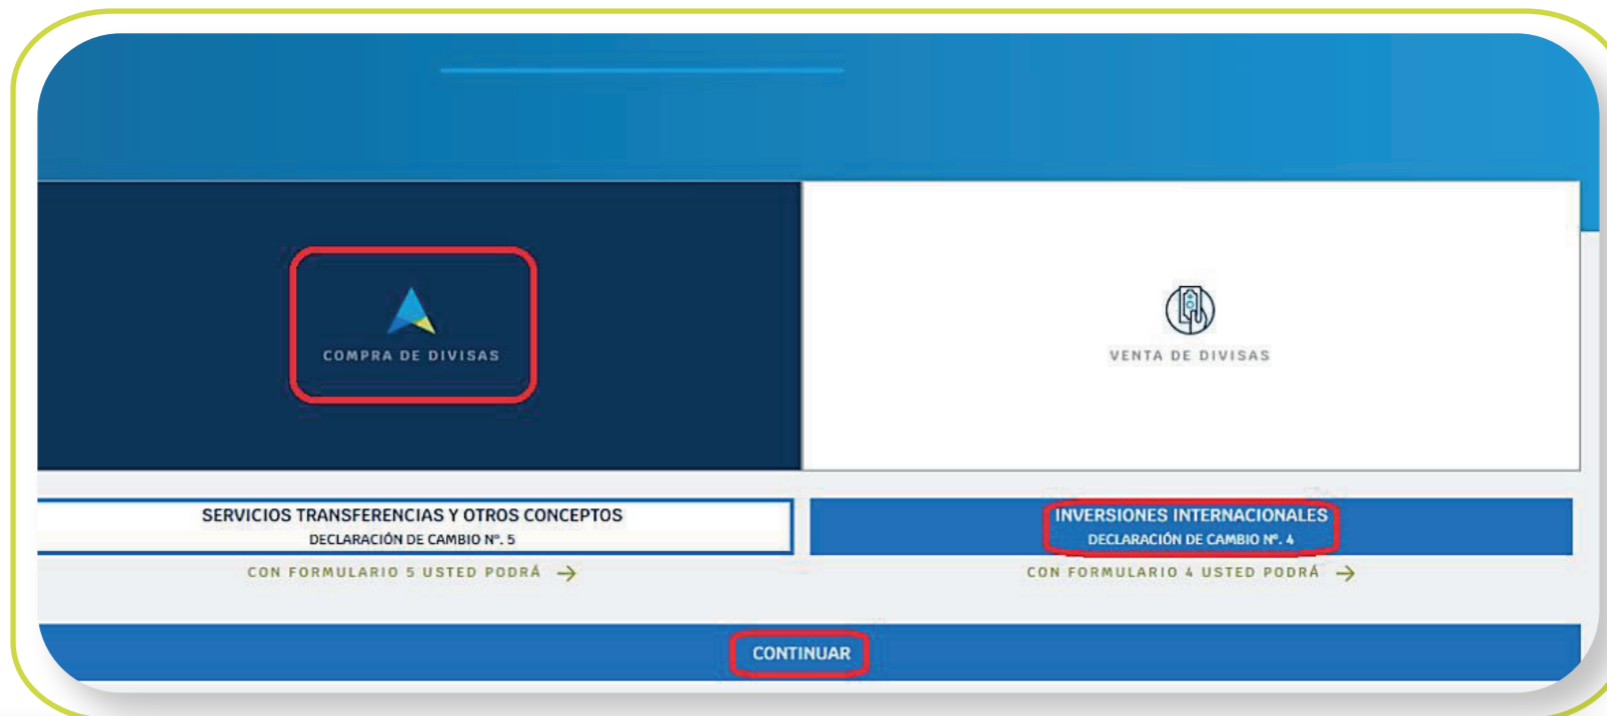 COMPRA DE DIVISAS
VENTA DE DIVISAS
SERVICIOS TRANSFERENCIAS Y OTROS CONCEPTOS
DECLARACIÓN DE CAMBIO Nº. 5
CON FORMULARIO 5 USTED PODRÁ →
INVERSIONES INTERNACIONALES
DECLARACIÓN DE CAMBIO Nº. 4
CON FORMULARIO 4 USTED PODRÁ →
CONTINUAR